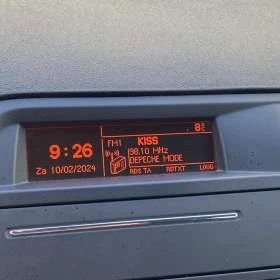 8°c
KISS
FM1
98.10 MHz
9:26
DEPECHE MODE
Za 10/02/2024
RDS TA RDTXT LOUD